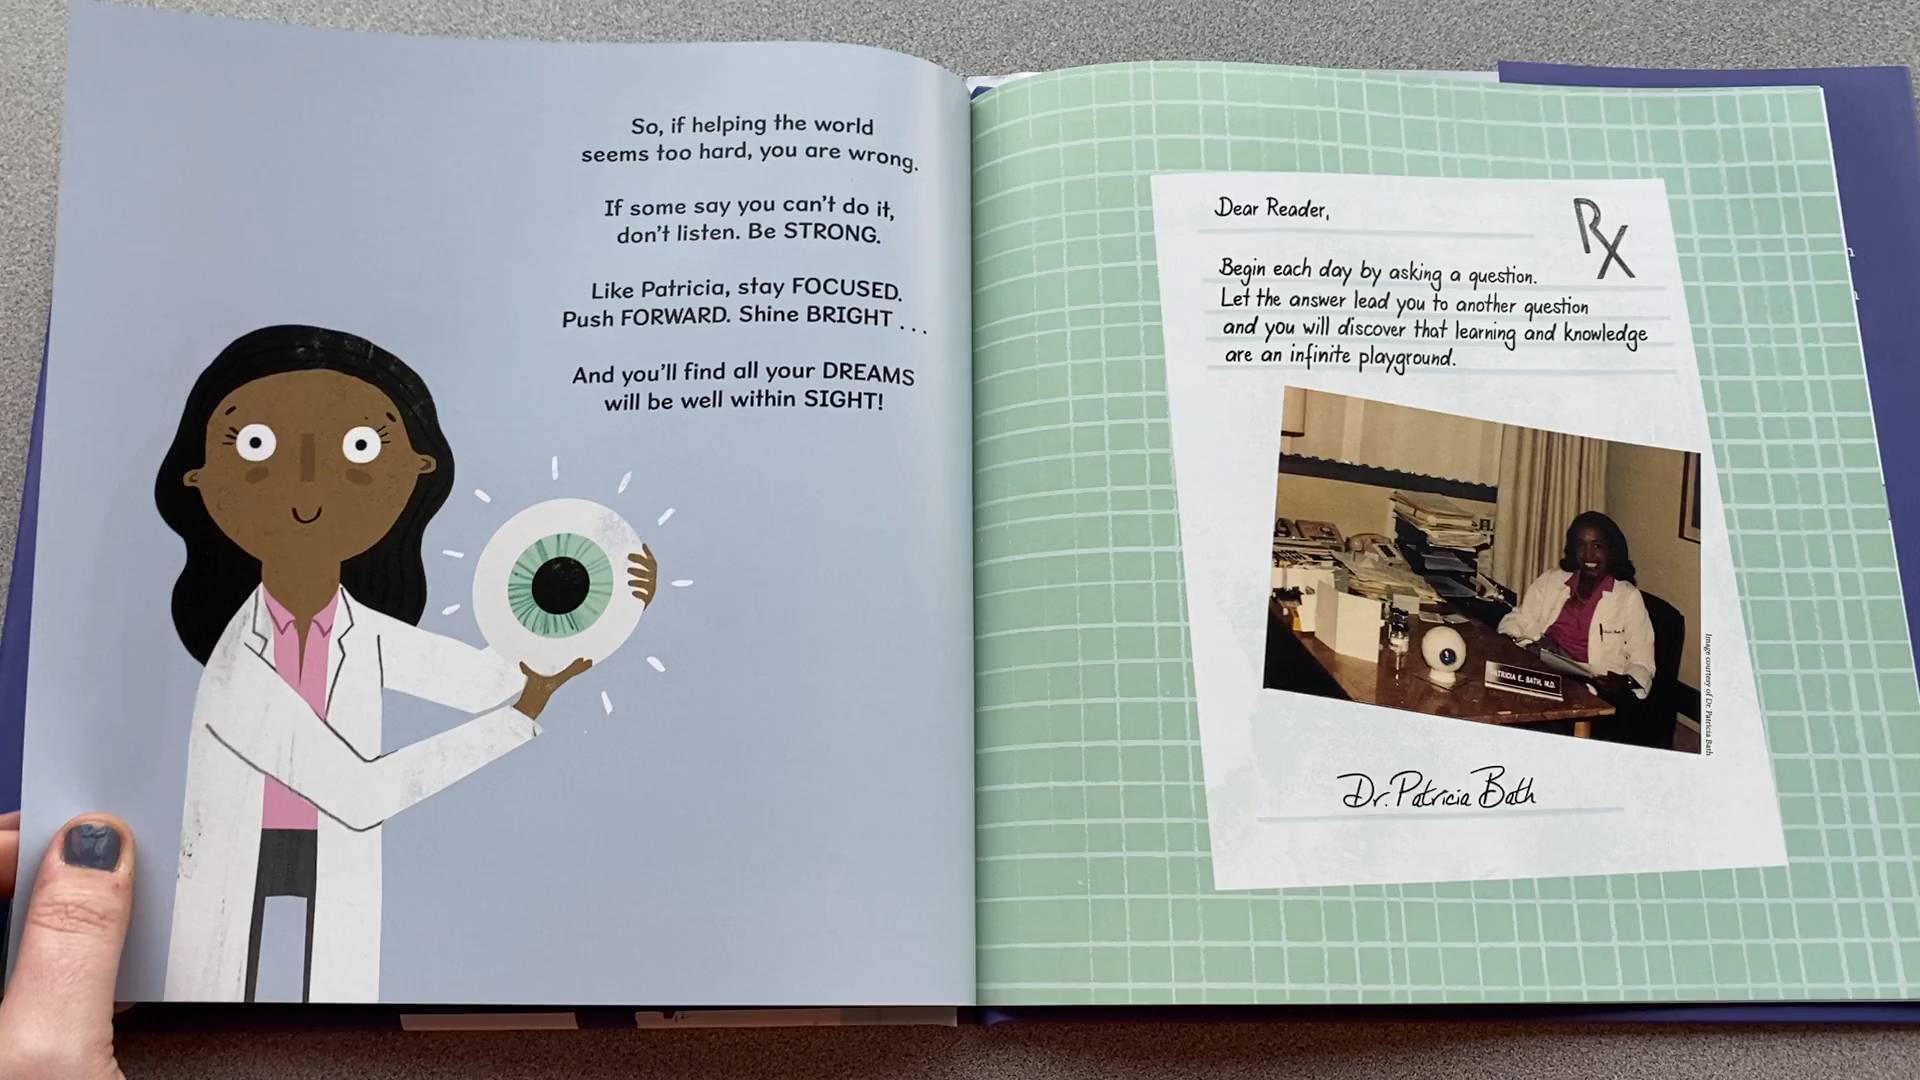 So, if helping the world
seems too hard, you are wrong.
If some say you can't do it,
don't listen. Be STRONG.
Like Patricia, stay FOCUSED.
Push FORWARD. Shine BRIGHT . . .
And you'll find all your DREAMS
will be well within SIGHT!
Dear Reader,
RX
Begin each day by asking a question.
Let the answer lead you to another question
and you will discover that learning and knowledge
are an infinite playground.
PATRICIA E. BATH, M.D.
Image courtesy of Dr. Patricia Bath
Dr. Patricia Bath